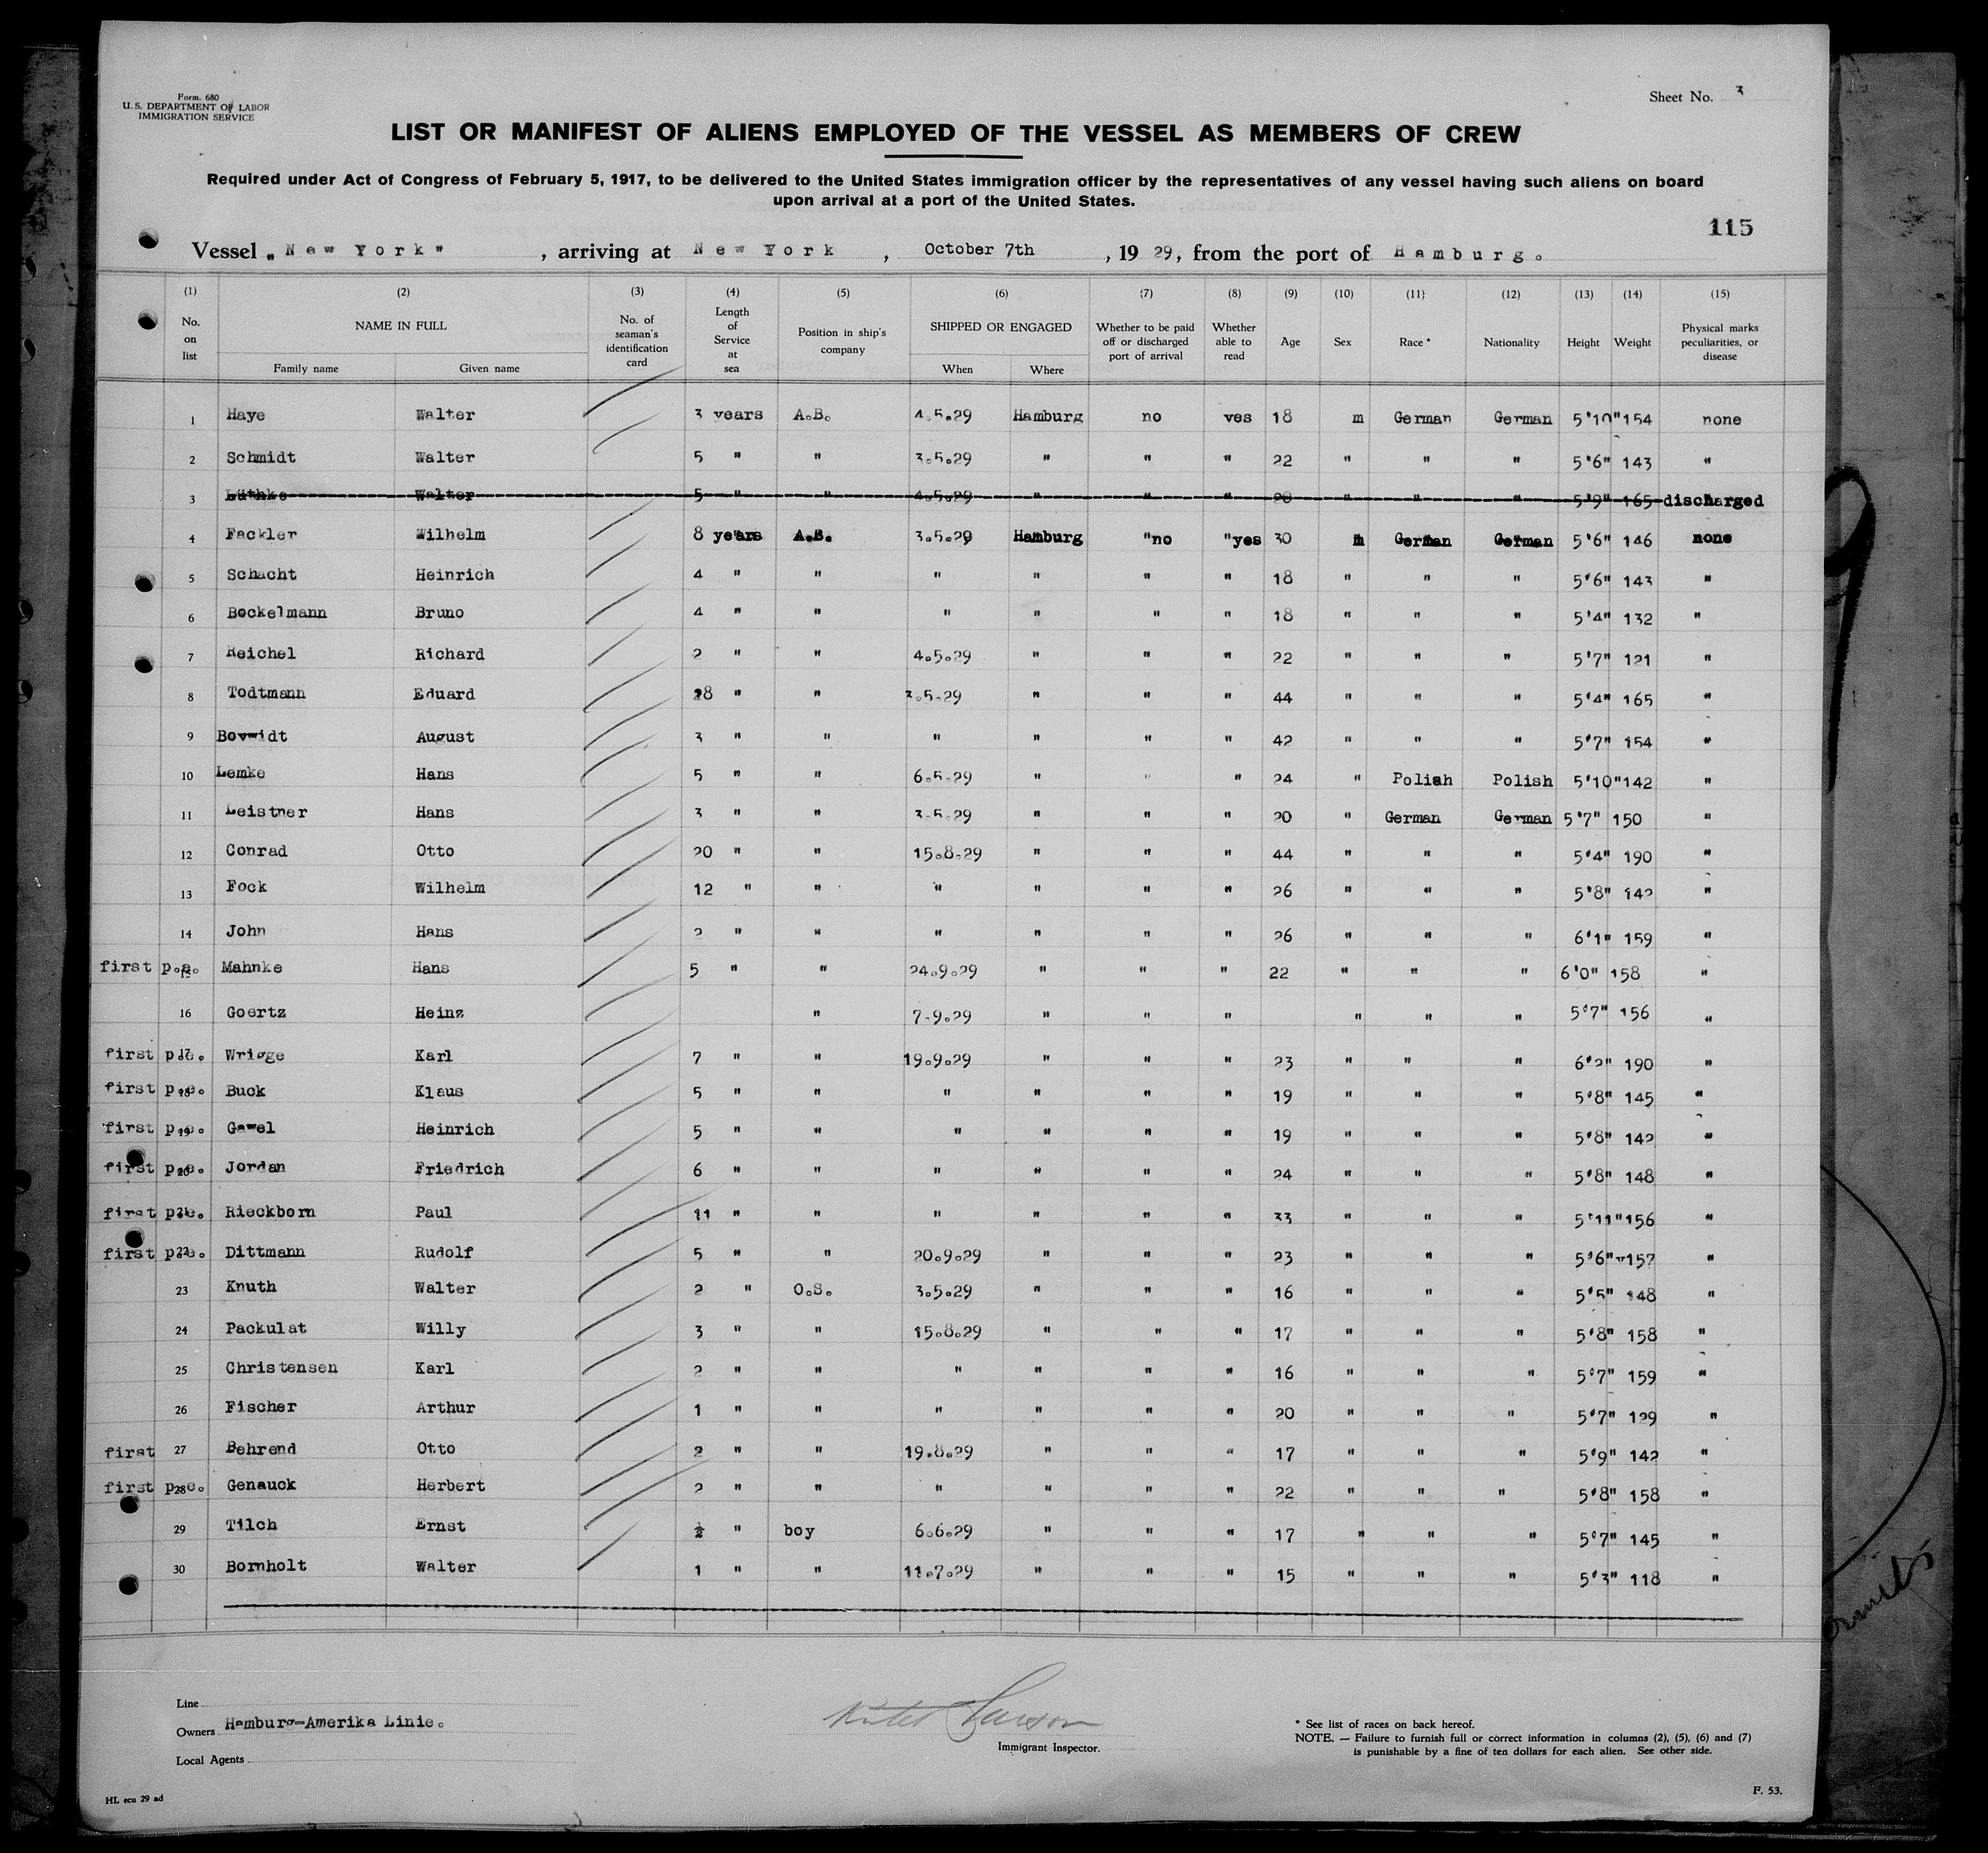 Form. 680
U. S. DEPARTMENT OF LABOR
IMMIGRATION SERVICE
Sheet No. 3
LIST OR MANIFEST OF ALIENS EMPLOYED OF THE VESSEL AS MEMBERS OF CREW
Required under Act of Congress of February 5, 1917, to be delivered to the United States immigration officer by the representatives of any vessel having such aliens on board
upon arrival at a port of the United States.
115
Vessel „New York" , arriving at New York , October 7th , 19 29, from the port of Hamburg.
(1) (2) (3) (4) (5) (6) (7) (8) (9) (10) (11) (12) (13) (14) (15)
No. on list NAME IN FULL Family name Given name No. of seaman's identification card Length of Service at sea Position in ship's company SHIPPED OR ENGAGED When Where Whether to be paid off or discharged port of arrival Whether able to read Age Sex Race * Nationality Height Weight Physical marks peculiarities, or disease
1 Haye Walter 3 years A.B. 4.5.29 Hamburg no yes 18 m German German 5'10" 154 none
2 Schmidt Walter 5 " " 3.5.29 " " " 22 " " " 5'6" 143 "
3 Lüthke Walter 5 " " 4.5.29 " " " " " " 5'9" 165 discharged
4 Fackler Wilhelm 8 years A.B. 3.5.29 Hamburg "no "yes 30 m German German 5'6" 146 none
5 Schacht Heinrich 4 " " " " " " 18 " " " 5'6" 143 "
6 Bockelmann Bruno 4 " " " " " " 18 " " " 5'4" 132 "
7 Reichel Richard 2 " " 4.5.29 " " " 22 " " " 5'7" 121 "
8 Todtmann Eduard 28 " " 3.5.29 " " " 44 " " " 5'4" 165 "
9 August 3 " " " " " " 42 " " " 5'7" 154 "
10 Lemke Hans 5 " " 6.5.29 " " " 24 " Polish Polish 5'10" 142 "
11 Leistner Hans 3 " " 3.5.29 " " " 20 " German German 5'7" 150 "
12 Conrad Otto 20 " " 15.8.29 " " " 44 " " " 5'4" 190 "
13 Fock Wilhelm 12 " " " " " " 26 " " " 5'8" 142 "
14 John Hans 2 " " " " " " 26 " " " 6'1" 159 "
first p.e. 15 Mahnke Hans 5 " " 24.9.29 " " " 22 " " " 6'0" 158 "
16 Goertz Heinz " 7.9.29 " " " " " " 5'7" 156 "
first p.e. 17 Wrigge Karl 7 " " 19.9.29 " " " 23 " " " 6'2" 190 "
first p.e. 18 Buck Klaus 5 " " " " " " 19 " " " 5'8" 145 "
first p.e. 19 Gawel Heinrich 5 " " " " " " 19 " " " 5'8" 142 "
first p.e. 20 Jordan Friedrich 6 " " " " " " 24 " " " 5'8" 148 "
first p.e. 21 Rieckborn Paul 11 " " " " " " 33 " " " 5'11" 156 "
first p.e. 22 Dittmann Rudolf 5 " " 20.9.29 " " " 23 " " " 5'6" 157 "
23 Knuth Walter 2 " O.S. 3.5.29 " " " 16 " " " 5'5" 148 "
24 Packulat Willy 3 " " 15.8.29 " " " 17 " " " 5'8" 158 "
25 Christensen Karl 2 " " " " " " 16 " " " 5'7" 159 "
26 Fischer Arthur 1 " " " " " " 20 " " " 5'7" 129 "
first 27 Behrend Otto 2 " " 19.8.29 " " " 17 " " " 5'9" 142 "
first p.e. 28 Genauck Herbert 2 " " " " " " 22 " " " 5'8" 158 "
29 Tilch Ernst ½ " boy 6.6.29 " " " 17 " " " 5'7" 145 "
30 Bornholt Walter 1 " " 11.7.29 " " " 15 " " " 5'3" 118 "
Line
Owners Hamburg-Amerika Linie.
Local Agents
Immigrant Inspector.
* See list of races on back hereof.
NOTE. — Failure to furnish full or correct information in columns (2), (5), (6) and (7)
is punishable by a fine of ten dollars for each alien. See other side.
HL ecu 29 ad
F. 53.